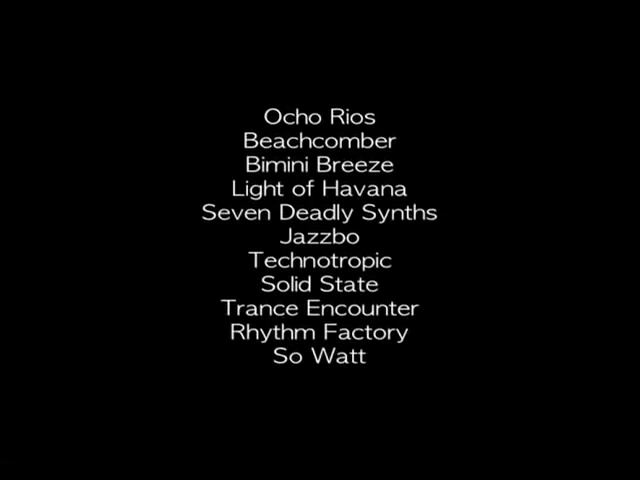 Ocho Rios
Beachcomber
Bimini Breeze
Light of Havana
Seven Deadly Synths
Jazzbo
Technotropic
Solid State
Trance Encounter
Rhythm Factory
So Watt